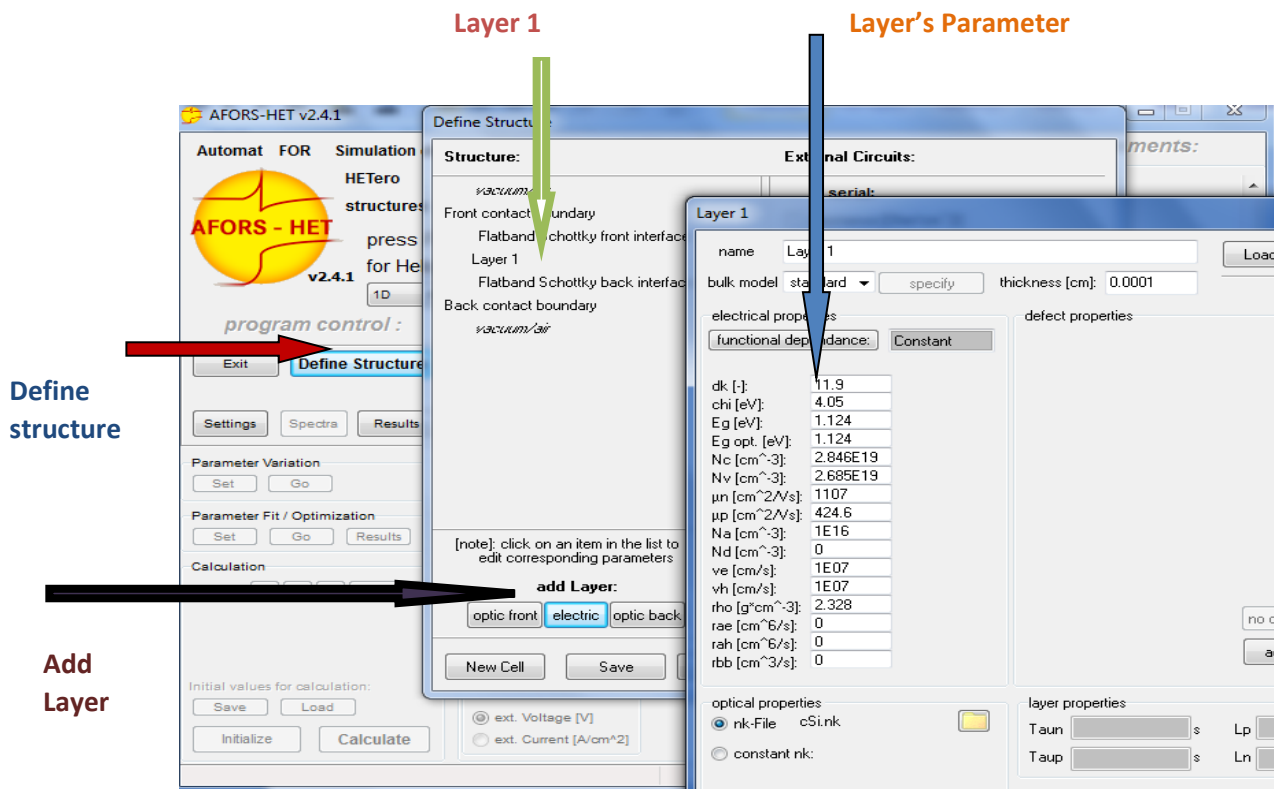 Layer 1
Layer's Parameter
AFORS-HET v2.4.1
Automat FOR Simulation
HETero
structures
AFORS - HET
v2.4.1
press
for He
1D
program control :
Exit
Define Structure
Define
structure
Settings
Spectra
Results
Parameter Variation
Set
Go
Parameter Fit / Optimization
Set
Go
Results
Calculation
Add
Layer
Initial values for calculation:
Save
Load
Initialize
Calculate
ext. Voltage [V]
ext. Current [A/cm^2]
Define Structure
Structure:
External Circuits:
serial:
Front contact boundary
Flatband Schottky front interface
Layer 1
Flatband Schottky back interfac
Back contact boundary
vacuum/air
[note]: click on an item in the list to
edit corresponding parameters
add Layer:
optic front
electric
optic back
New Cell
Save
ments:
Layer 1
name
Load
bulk model standard
specify
thickness [cm]: 0.0001
electrical properties
functional dependance:
Constant
dk [-]: 11.9
chi [eV]: 4.05
Eg [eV]: 1.124
Eg opt. [eV]: 1.124
Nc [cm^-3]: 2.846E19
Nv [cm^-3]: 2.685E19
µn [cm^2/Vs]: 1107
µp [cm^2/Vs]: 424.6
Na [cm^-3]: 1E16
Nd [cm^-3]: 0
ve [cm/s]: 1E07
vh [cm/s]: 1E07
rho [g*cm^-3]: 2.328
rae [cm^6/s]: 0
rah [cm^6/s]: 0
rbb [cm^3/s]: 0
defect properties
no
optical properties
nk-File cSi.nk
constant nk:
layer properties
Taun s Lp
Taup s Ln